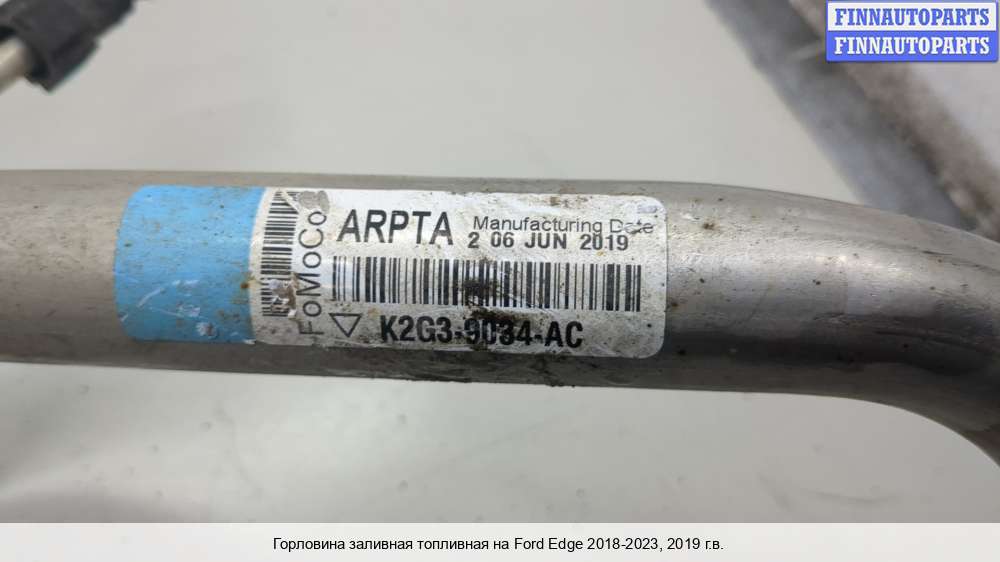 FINNAUTOPARTS
FINNAUTOPARTS
FoMoCo
ARPTA
Manufacturing Date
2 06 JUN 2019
K2G3-9034-AC
Горловина заливная топливная на Ford Edge 2018-2023, 2019 г.в.